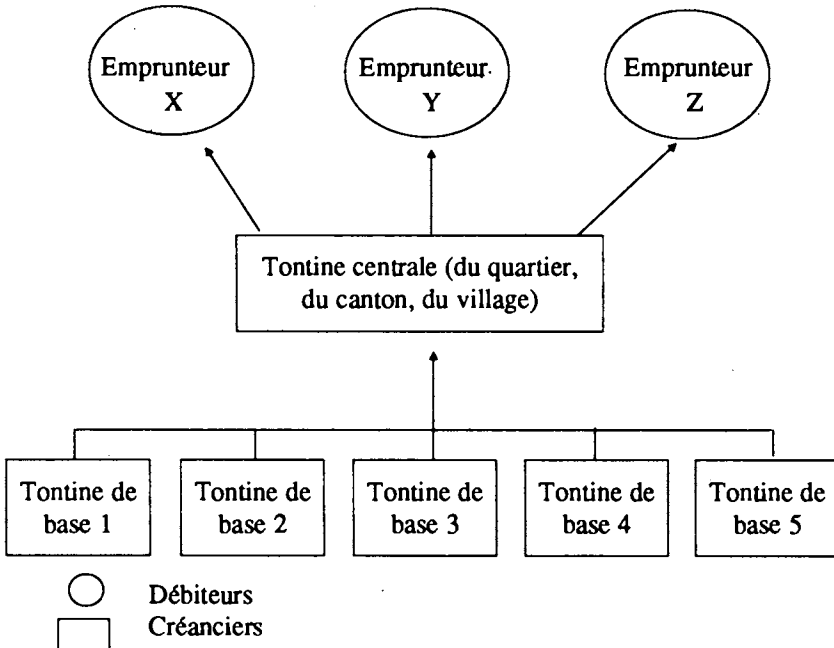 Emprunteur
X
Emprunteur
Y
Emprunteur
Z
Tontine centrale (du quartier,
du canton, du village)
Tontine de
base 1
Tontine de
base 2
Tontine de
base 3
Tontine de
base 4
Tontine de
base 5
Débiteurs
Créanciers